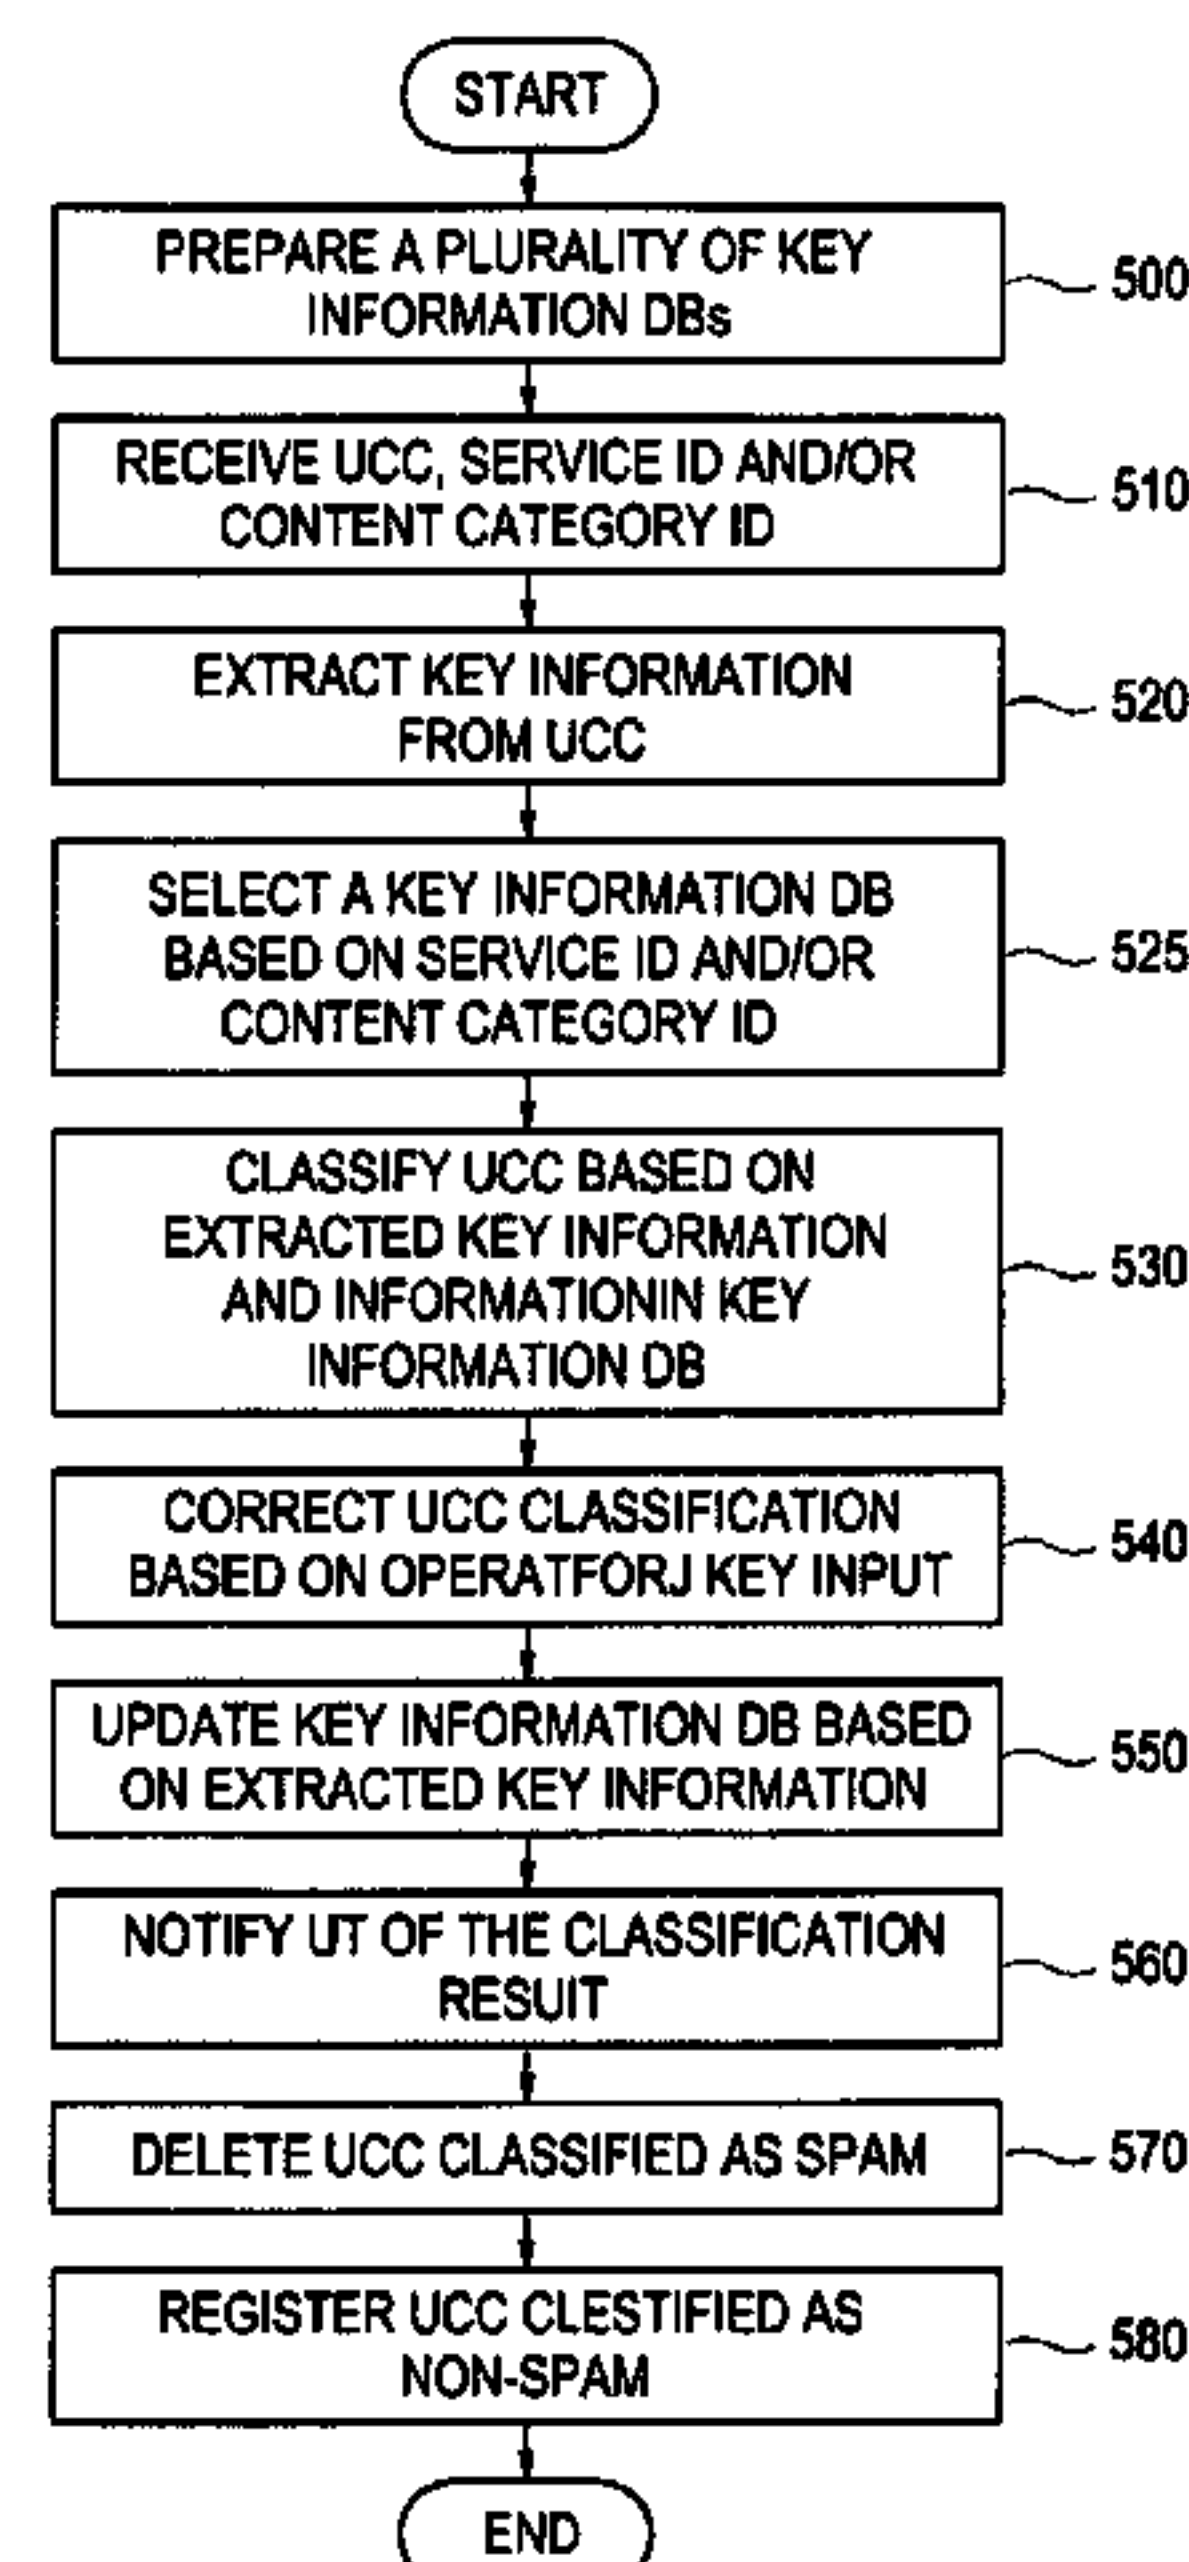 START
PREPARE A PLURALITY OF KEY
INFORMATION DBs
500
RECEIVE UCC, SERVICE ID AND/OR
CONTENT CATEGORY ID
510
EXTRACT KEY INFORMATION
FROM UCC
520
SELECT A KEY INFORMATION DB
BASED ON SERVICE ID AND/OR
CONTENT CATEGORY ID
525
CLASSIFY UCC BASED ON
EXTRACTED KEY INFORMATION
AND INFORMATIONIN KEY
INFORMATION DB
530
CORRECT UCC CLASSIFICATION
BASED ON OPERATFORJ KEY INPUT
540
UPDATE KEY INFORMATION DB BASED
ON EXTRACTED KEY INFORMATION
550
NOTIFY UT OF THE CLASSIFICATION
RESUIT
560
DELETE UCC CLASSIFIED AS SPAM
570
REGISTER UCC CLESTIFIED AS
NON-SPAM
580
END